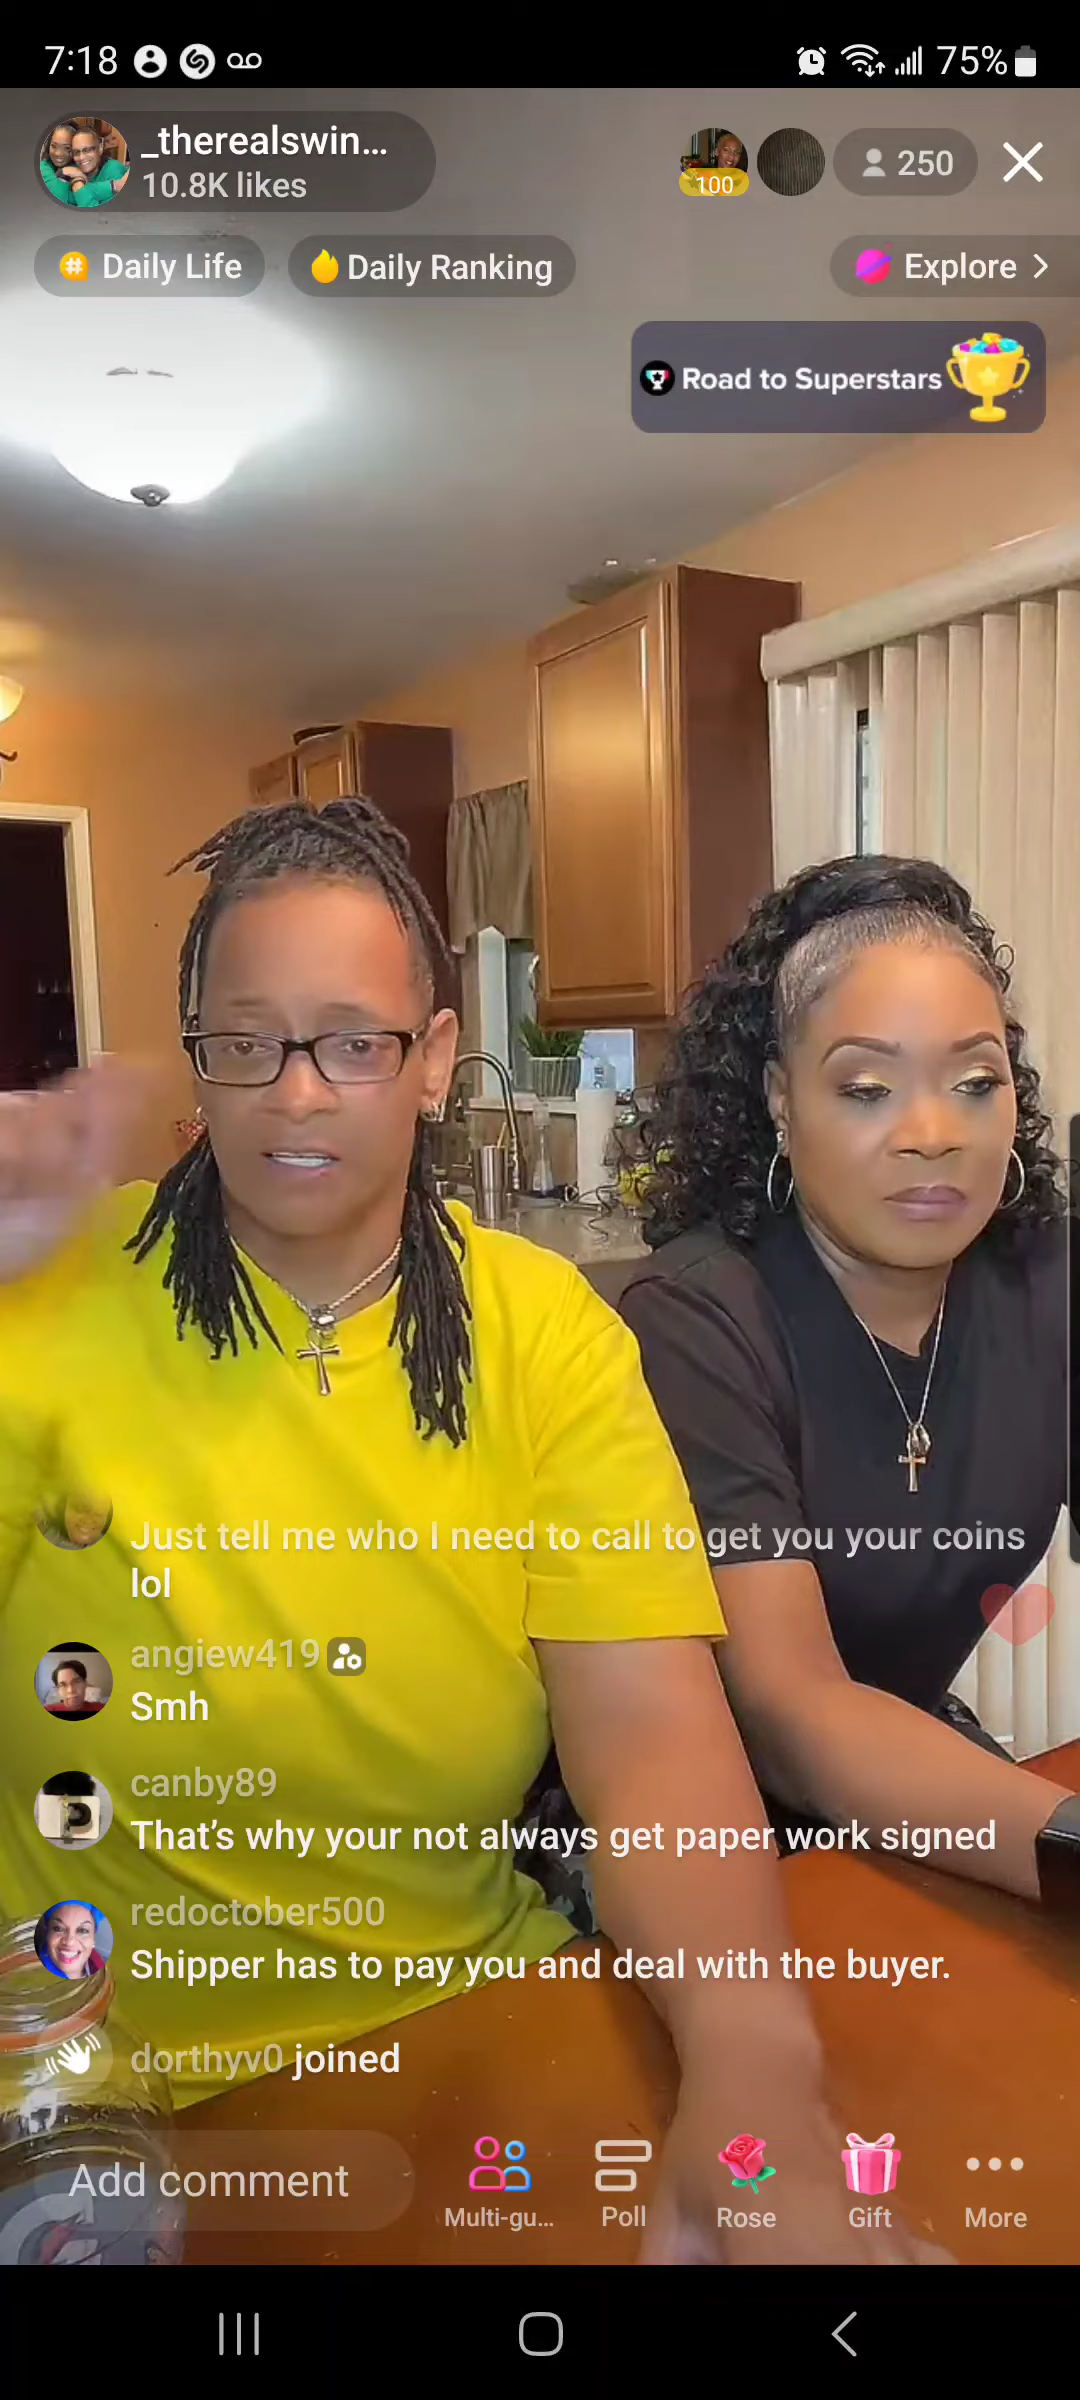 7:18
75%
_therealswin...
10.8K likes
100
250
Daily Life
Daily Ranking
Explore
Road to Superstars
Just tell me who I need to call to get you your coins
lol
angiew419
Smh
canby89
That's why your not always get paper work signed
redoctober500
Shipper has to pay you and deal with the buyer.
dorthyv0 joined
Add comment
Multi-gu...
Poll
Rose
Gift
More